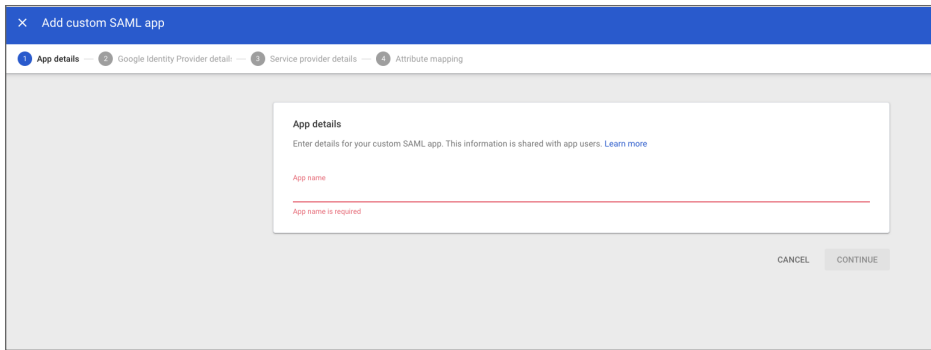 × Add custom SAML app
1 App details — 2 Google Identity Provider details — 3 Service provider details — 4 Attribute mapping
App details
Enter details for your custom SAML app. This information is shared with app users. Learn more
App name
App name is required
CANCEL CONTINUE